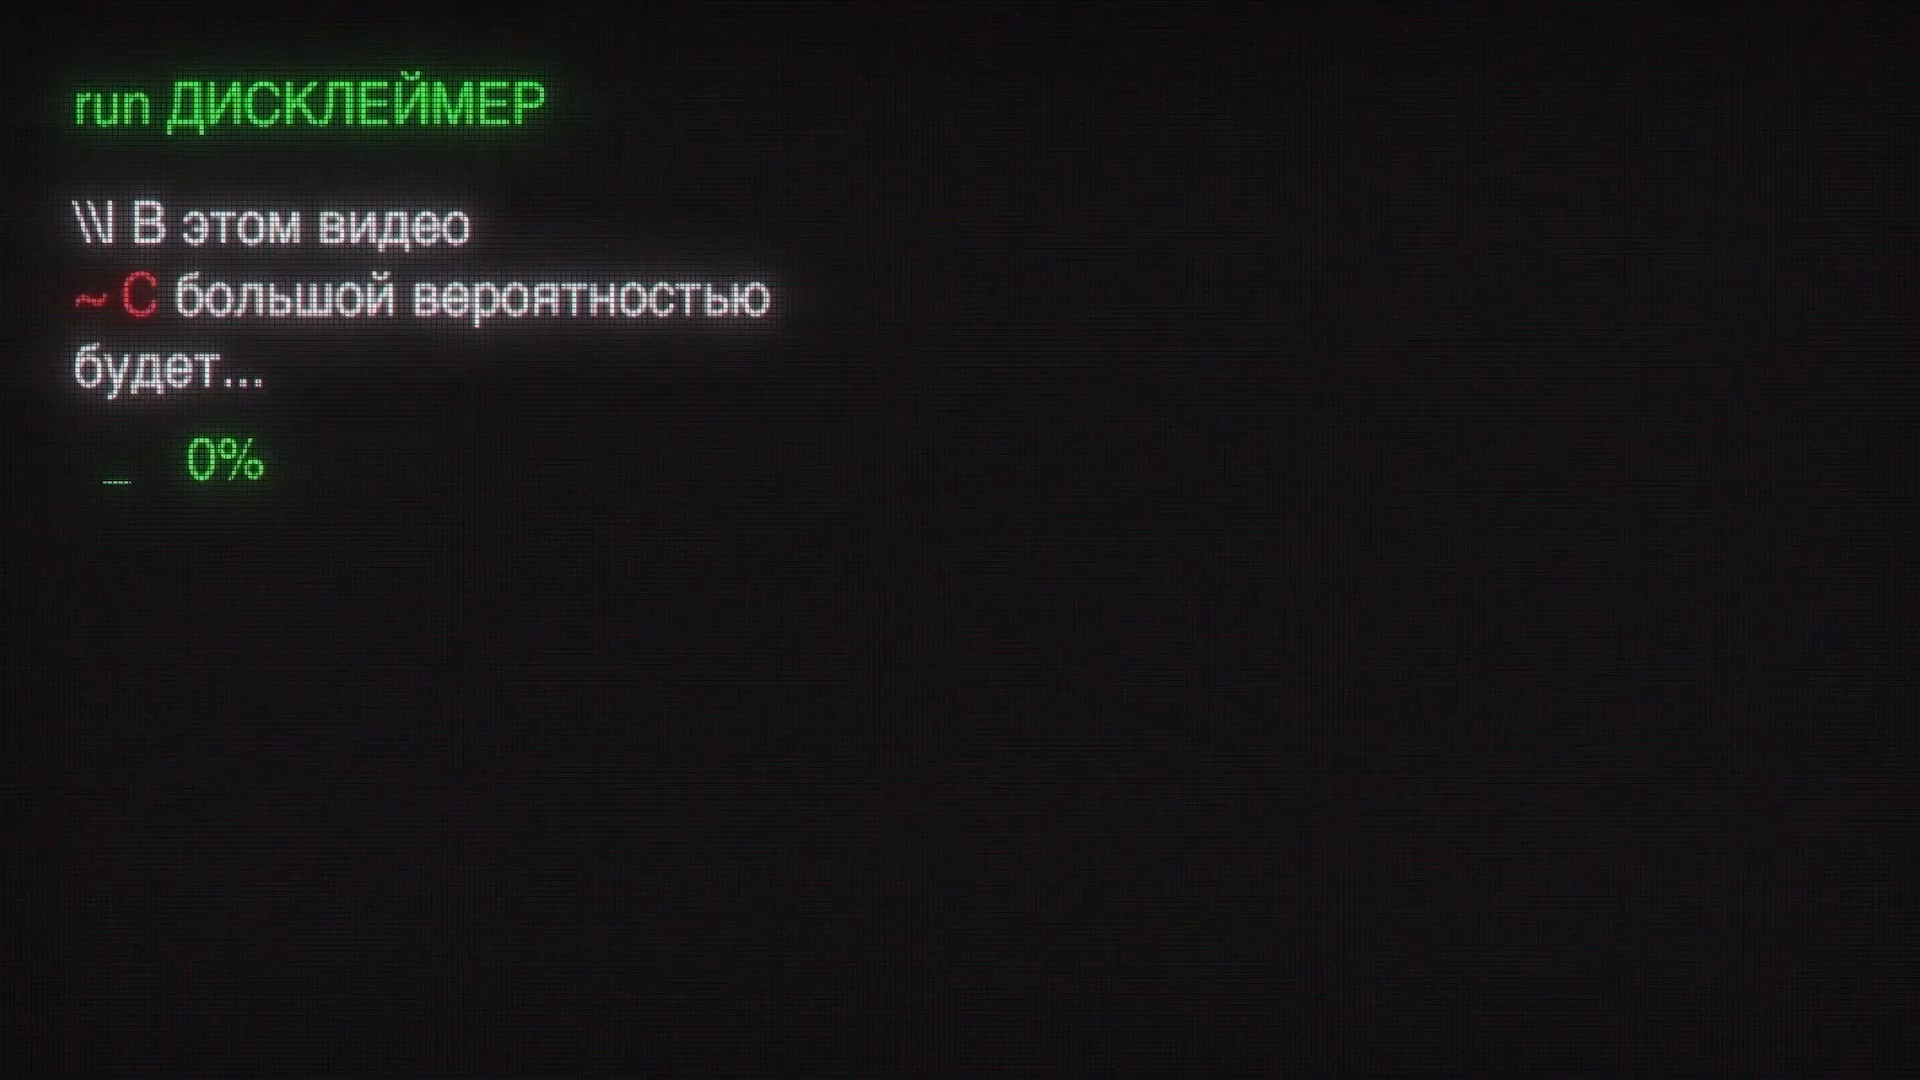 run ДИСКЛЕЙМЕР
\\| В этом видео
~ С большой вероятностью
будет...
_ 0%